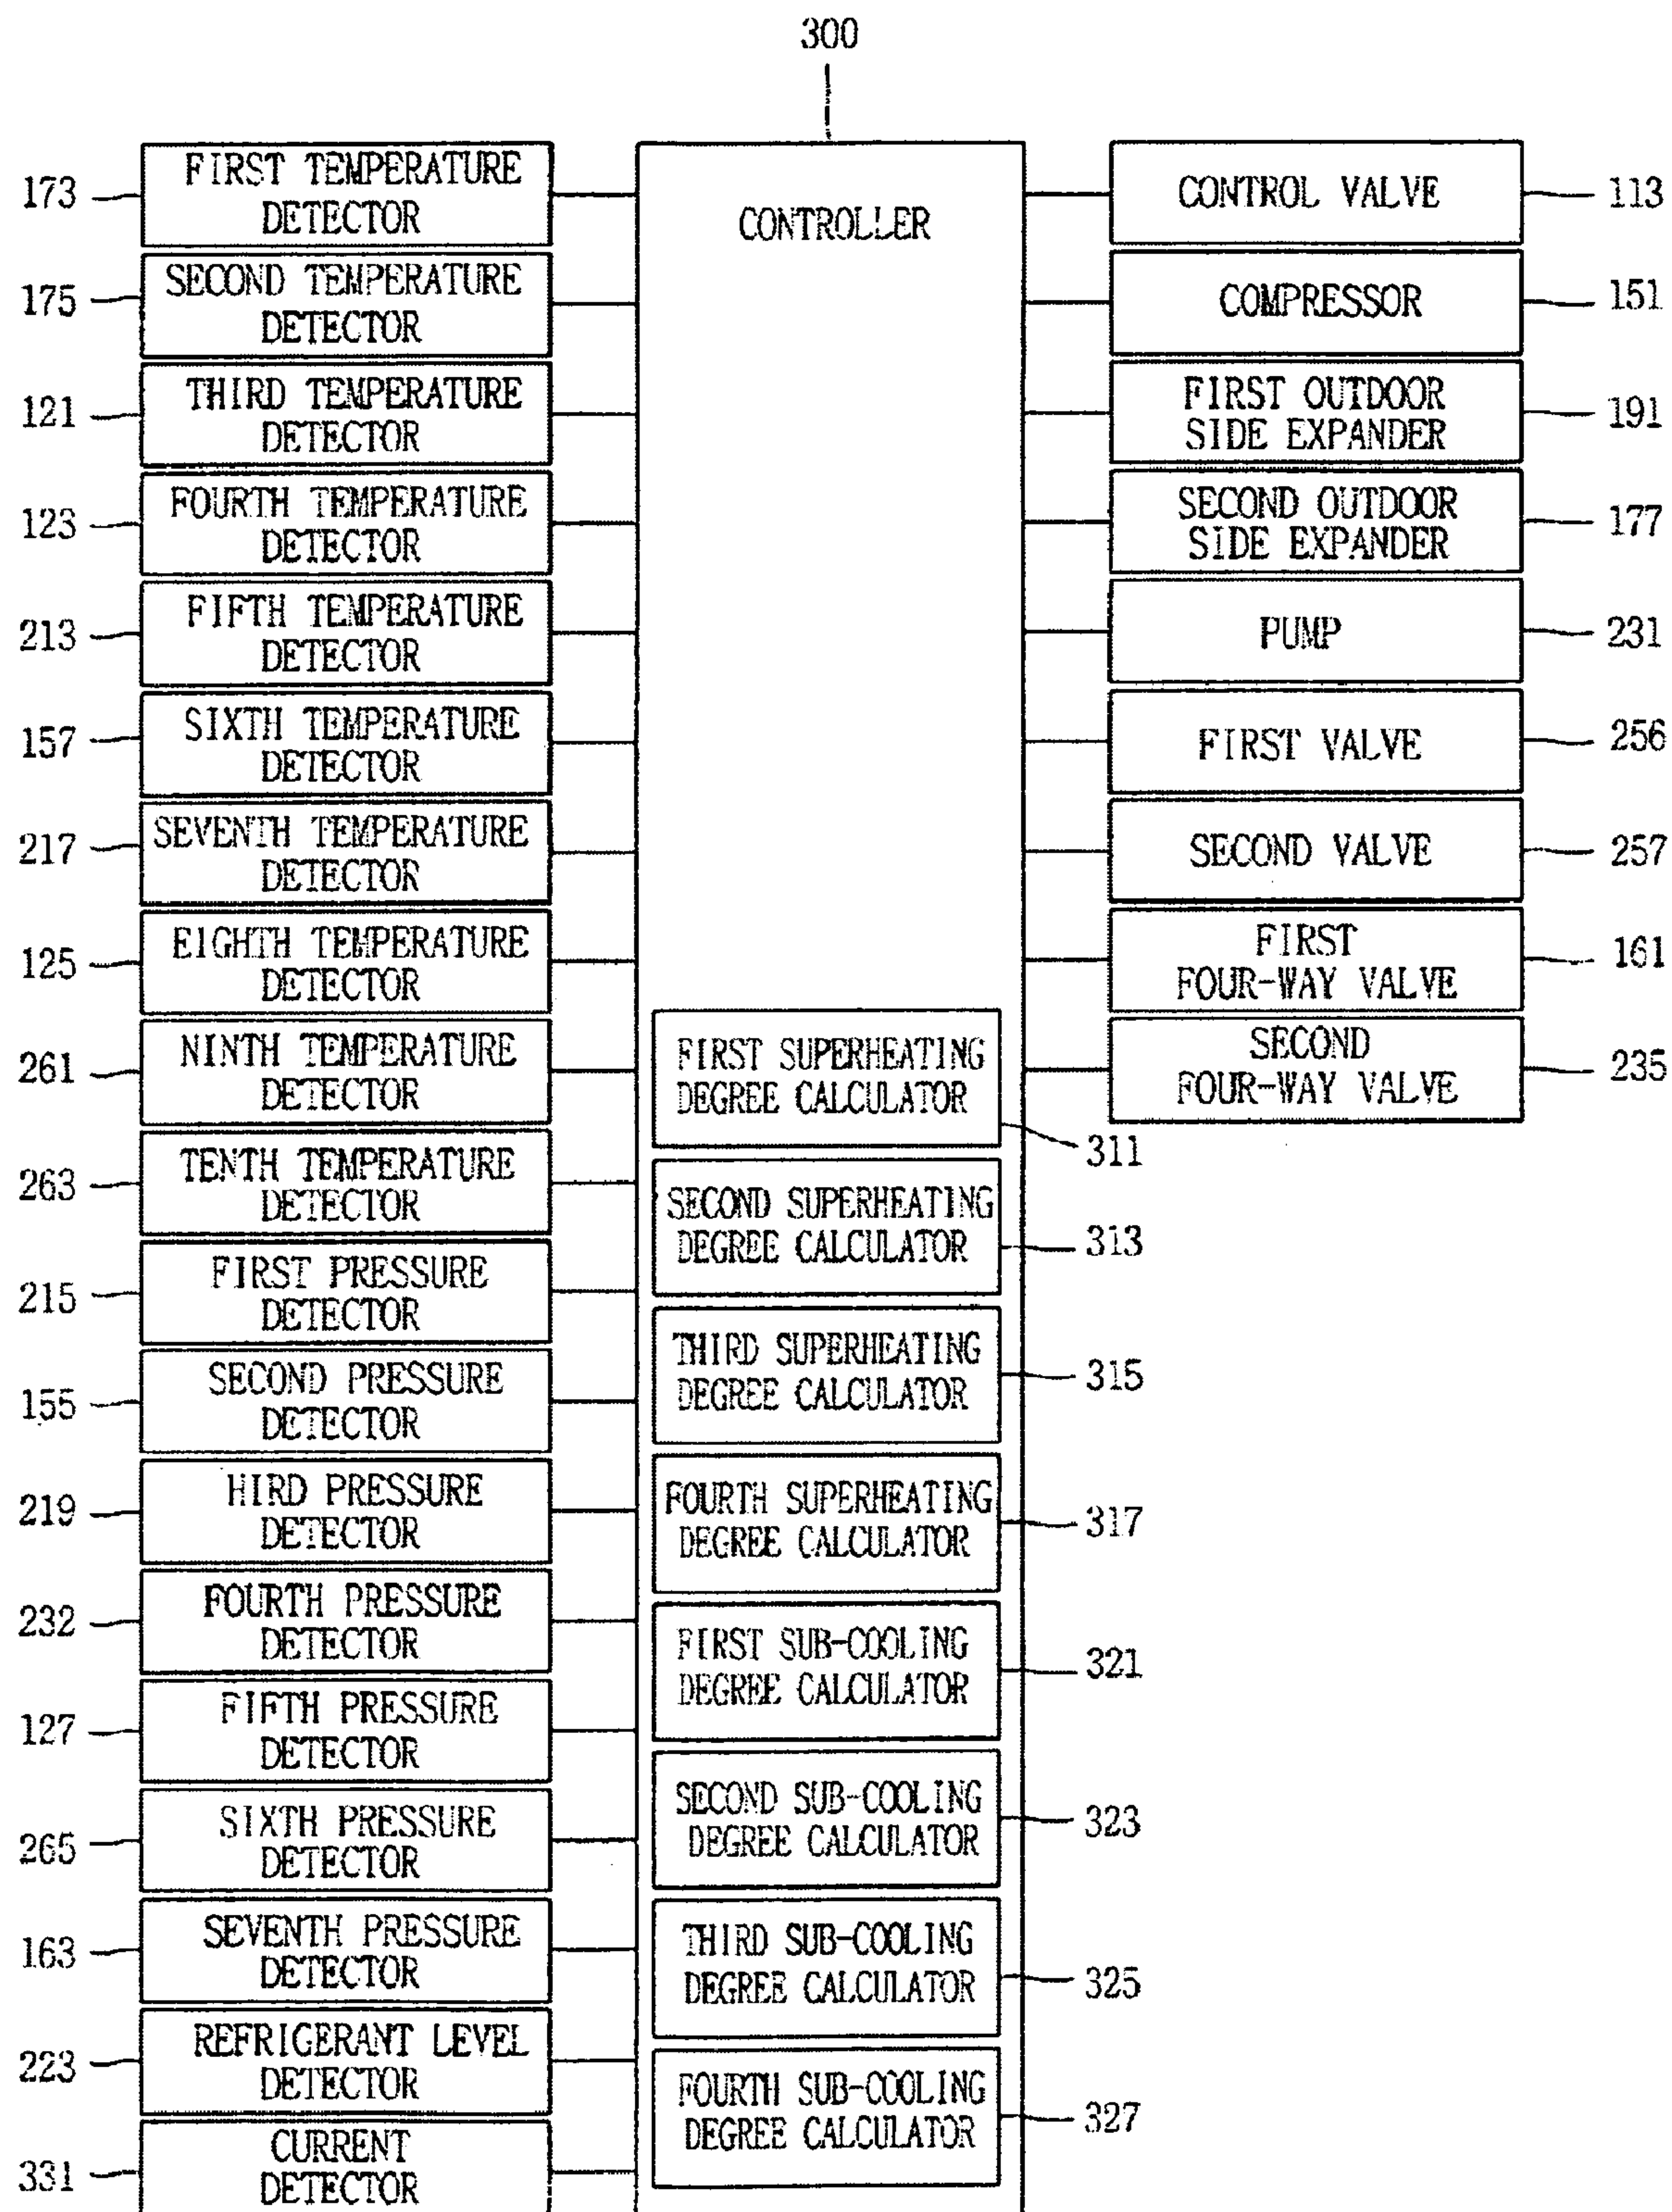 300
173
FIRST TEMPERATURE
DETECTOR
175
SECOND TEMPERATURE
DETECTOR
121
THIRD TEMPERATURE
DETECTOR
123
FOURTH TEMPERATURE
DETECTOR
213
FIFTH TEMPERATURE
DETECTOR
157
SIXTH TEMPERATURE
DETECTOR
217
SEVENTH TEMPERATURE
DETECTOR
125
EIGHTH TEMPERATURE
DETECTOR
261
NINTH TEMPERATURE
DETECTOR
263
TENTH TEMPERATURE
DETECTOR
215
FIRST PRESSURE
DETECTOR
155
SECOND PRESSURE
DETECTOR
219
HIRD PRESSURE
DETECTOR
232
FOURTH PRESSURE
DETECTOR
127
FIFTH PRESSURE
DETECTOR
265
SIXTH PRESSURE
DETECTOR
163
SEVENTH PRESSURE
DETECTOR
223
REFRIGERANT LEVEL
DETECTOR
331
CURRENT
DETECTOR
CONTROLLER
FIRST SUPERHEATING
DEGREE CALCULATOR
311
SECOND SUPERHEATING
DEGREE CALCULATOR
313
THIRD SUPERHEATING
DEGREE CALCULATOR
315
FOURTH SUPERHEATING
DEGREE CALCULATOR
317
FIRST SUB-COOLING
DEGREE CALCULATOR
321
SECOND SUB-COOLING
DEGREE CALCULATOR
323
THIRD SUB-COOLING
DEGREE CALCULATOR
325
FOURTH SUB-COOLING
DEGREE CALCULATOR
327
CONTROL VALVE
113
COMPRESSOR
151
FIRST OUTDOOR
SIDE EXPANDER
191
SECOND OUTDOOR
SIDE EXPANDER
177
PUMP
231
FIRST VALVE
256
SECOND VALVE
257
FIRST
FOUR-WAY VALVE
161
SECOND
FOUR-WAY VALVE
235